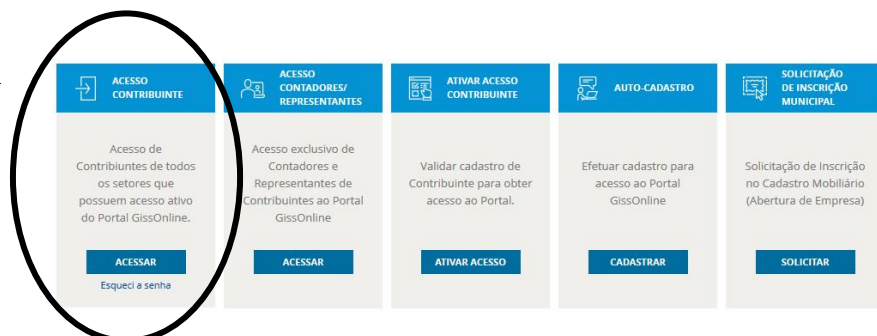 ACESSO
CONTRIBUINTE
Acesso de
Contribiuntes de todos
os setores que
possuem acesso ativo
do Portal GissOnline.
ACESSAR
Esqueci a senha
ACESSO
CONTADORES/
REPRESENTANTES
Acesso exclusivo de
Contadores e
Representantes de
Contribuintes ao Portal
GissOnline
ACESSAR
ATIVAR ACESSO
CONTRIBUINTE
Validar cadastro de
Contribuinte para obter
acesso ao Portal.
ATIVAR ACESSO
AUTO-CADASTRO
Efetuar cadastro para
acesso ao Portal
GissOnline
CADASTRAR
SOLICITAÇÃO
DE INSCRIÇÃO
MUNICIPAL
Solicitação de Inscrição
no Cadastro Mobiliário
(Abertura de Empresa)
SOLICITAR